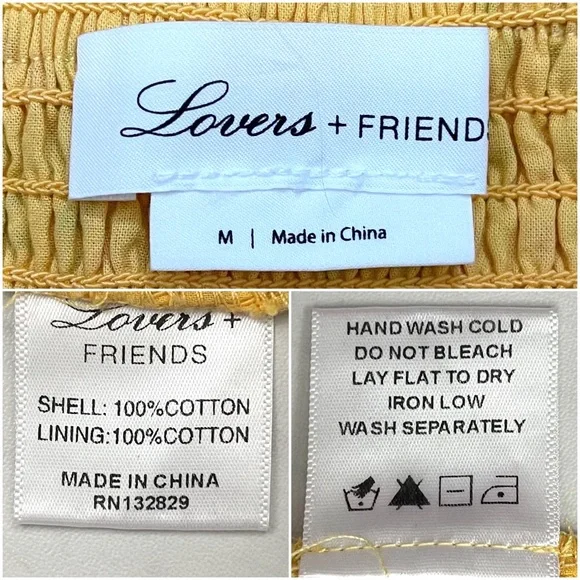 Lovers + FRIENDS
M | Made in China
Lovers +
FRIENDS
SHELL: 100%COTTON
LINING:100%COTTON
MADE IN CHINA
RN132829
HAND WASH COLD
DO NOT BLEACH
LAY FLAT TO DRY
IRON LOW
WASH SEPARATELY